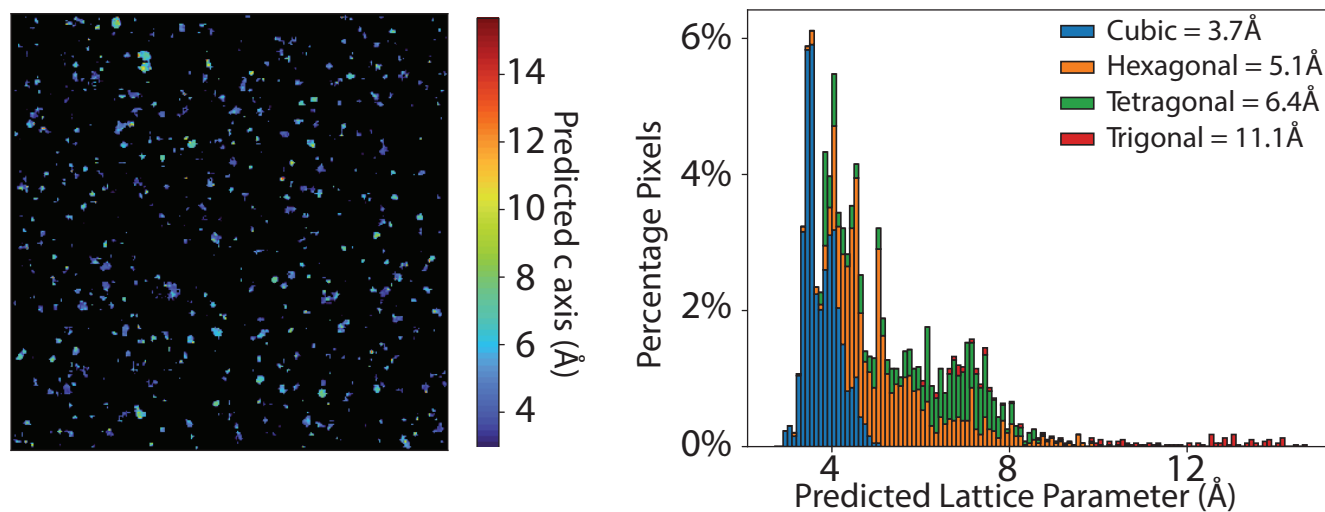 14
12
10
8
6
4
Predicted c axis (Å)
Percentage Pixels
6%
4%
2%
0%
Cubic = 3.7Å
Hexagonal = 5.1Å
Tetragonal = 6.4Å
Trigonal = 11.1Å
4 8 12
Predicted Lattice Parameter (Å)